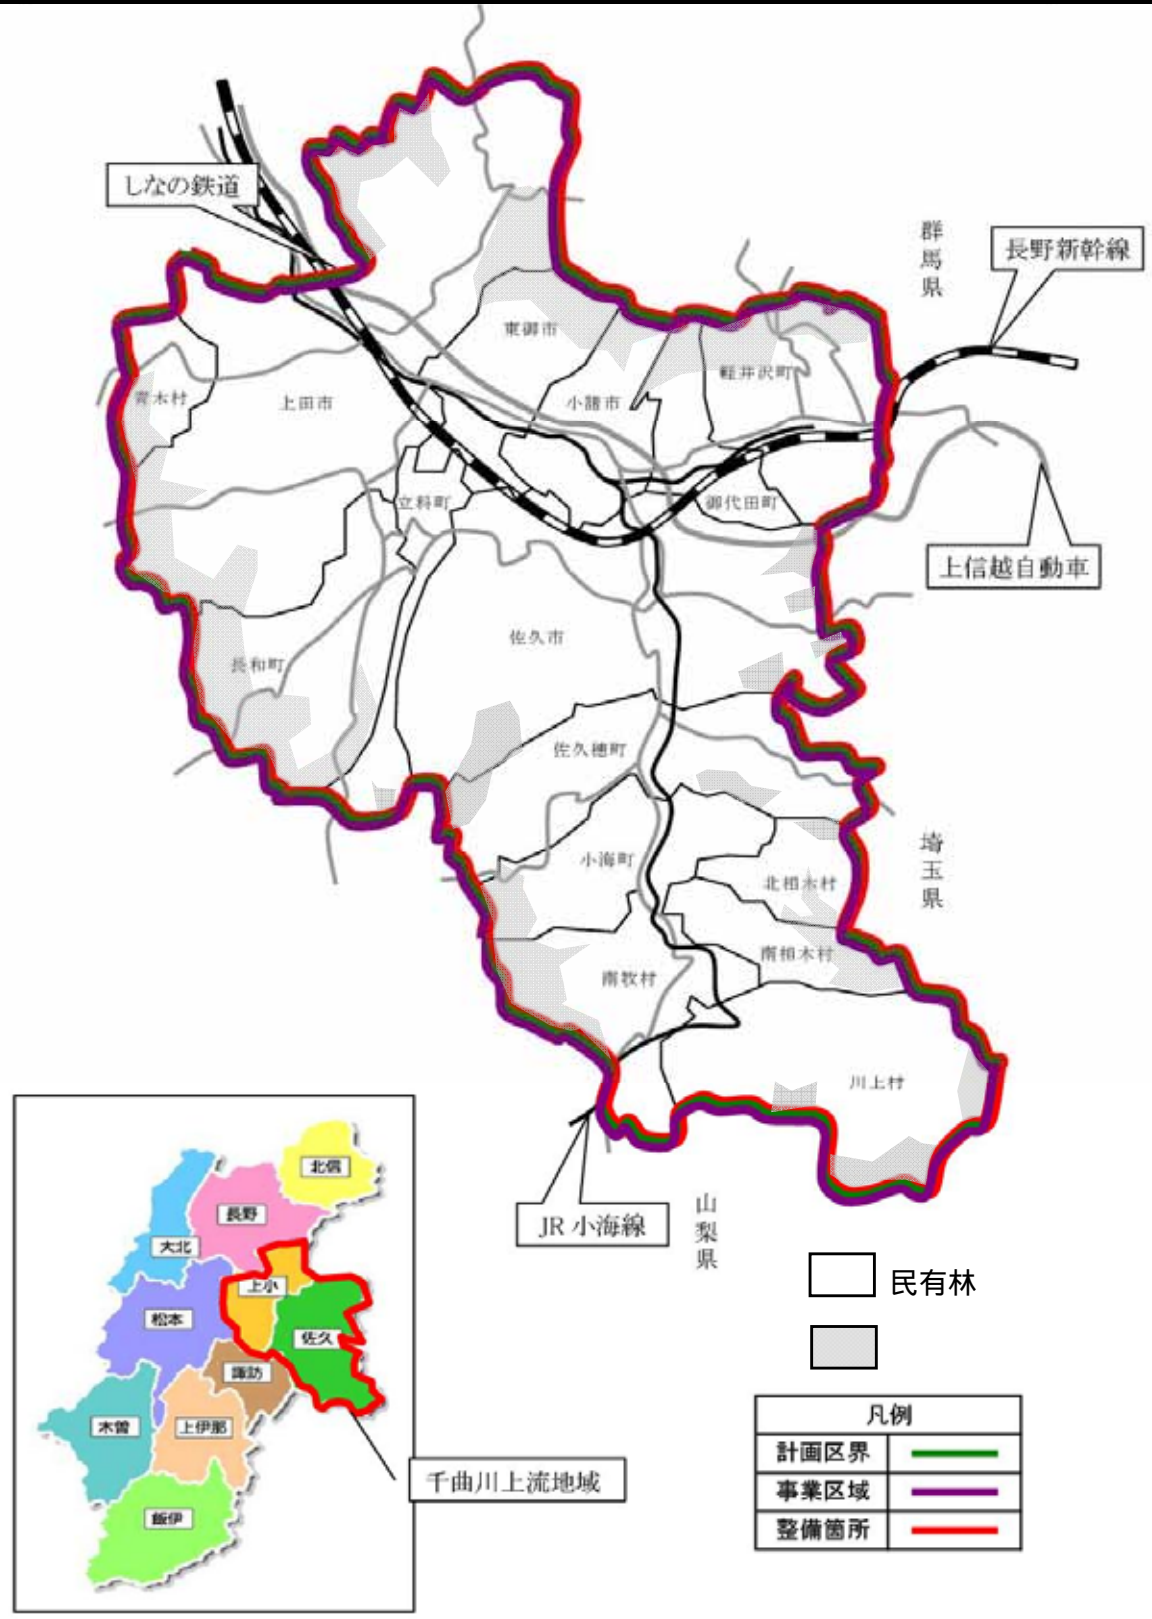 しなの鉄道
群馬県
長野新幹線
東御市
軽井沢町
青木村
上田市
小諸市
立科町
御代田町
上信越自動車
佐久市
長和町
佐久穂町
小海町
埼玉県
北相木村
南相木村
南牧村
川上村
JR 小海線
山梨県
民有林
凡例
計画区界
事業区域
整備箇所
北信
長野
大北
上小
松本
佐久
諏訪
木曽
上伊那
飯伊
千曲川上流地域